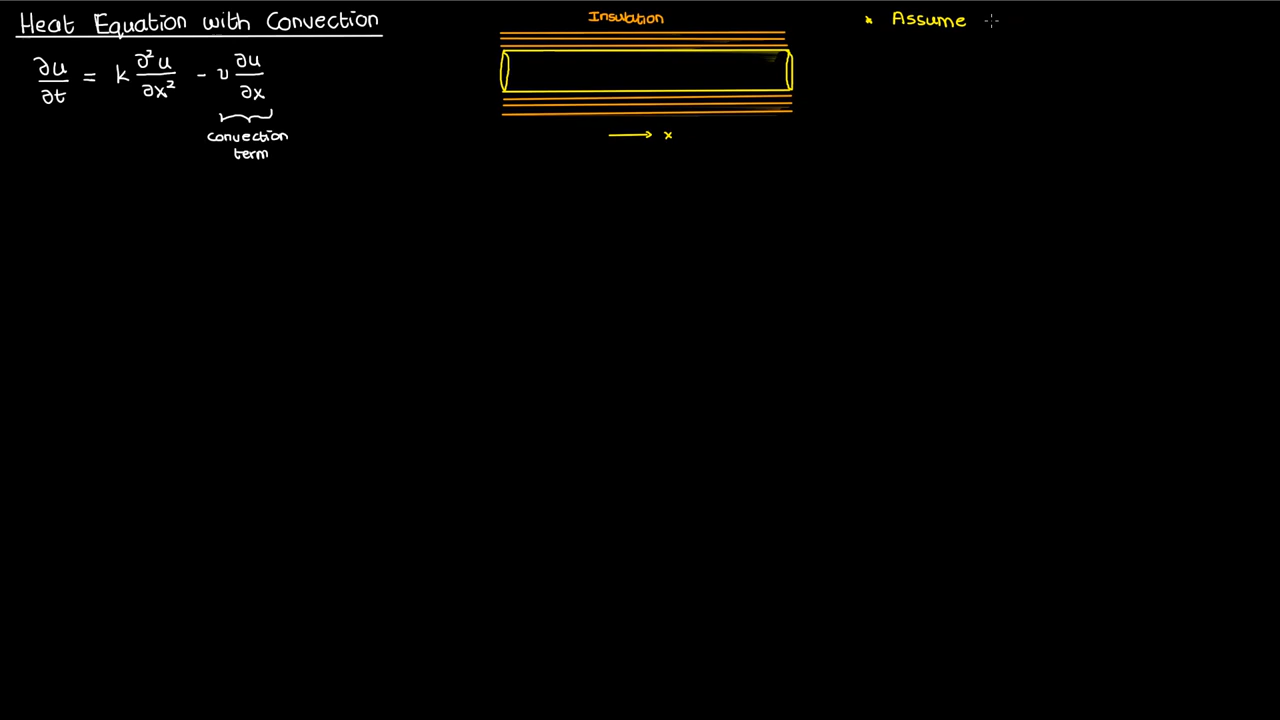 Heat Equation with Convection
∂u/∂t = k ∂²u/∂x² - v ∂u/∂x
convection
term
Insulation
→ x
* Assume